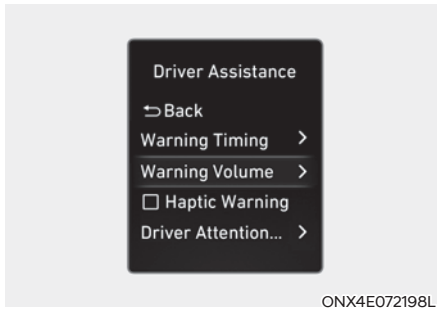 Driver Assistance
Back
Warning Timing >
Warning Volume >
Haptic Warning
Driver Attention... >
ONX4E072198L